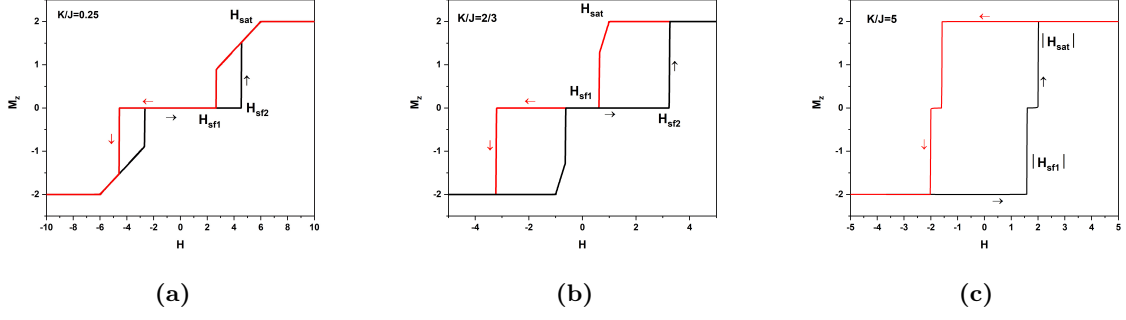 K/J=0.25
H_sat
H_sf2
H_sf1
M_z
2
1
0
-1
-2
-10 -8 -6 -4 -2 0 2 4 6 8 10
H
(a)
K/J=2/3
H_sat
H_sf1
H_sf2
M_z
2
1
0
-1
-2
-4 -2 0 2 4
H
(b)
K/J=5
|H_sat|
|H_sf1|
M_z
2
1
0
-1
-2
-5 -4 -3 -2 -1 0 1 2 3 4 5
H
(c)